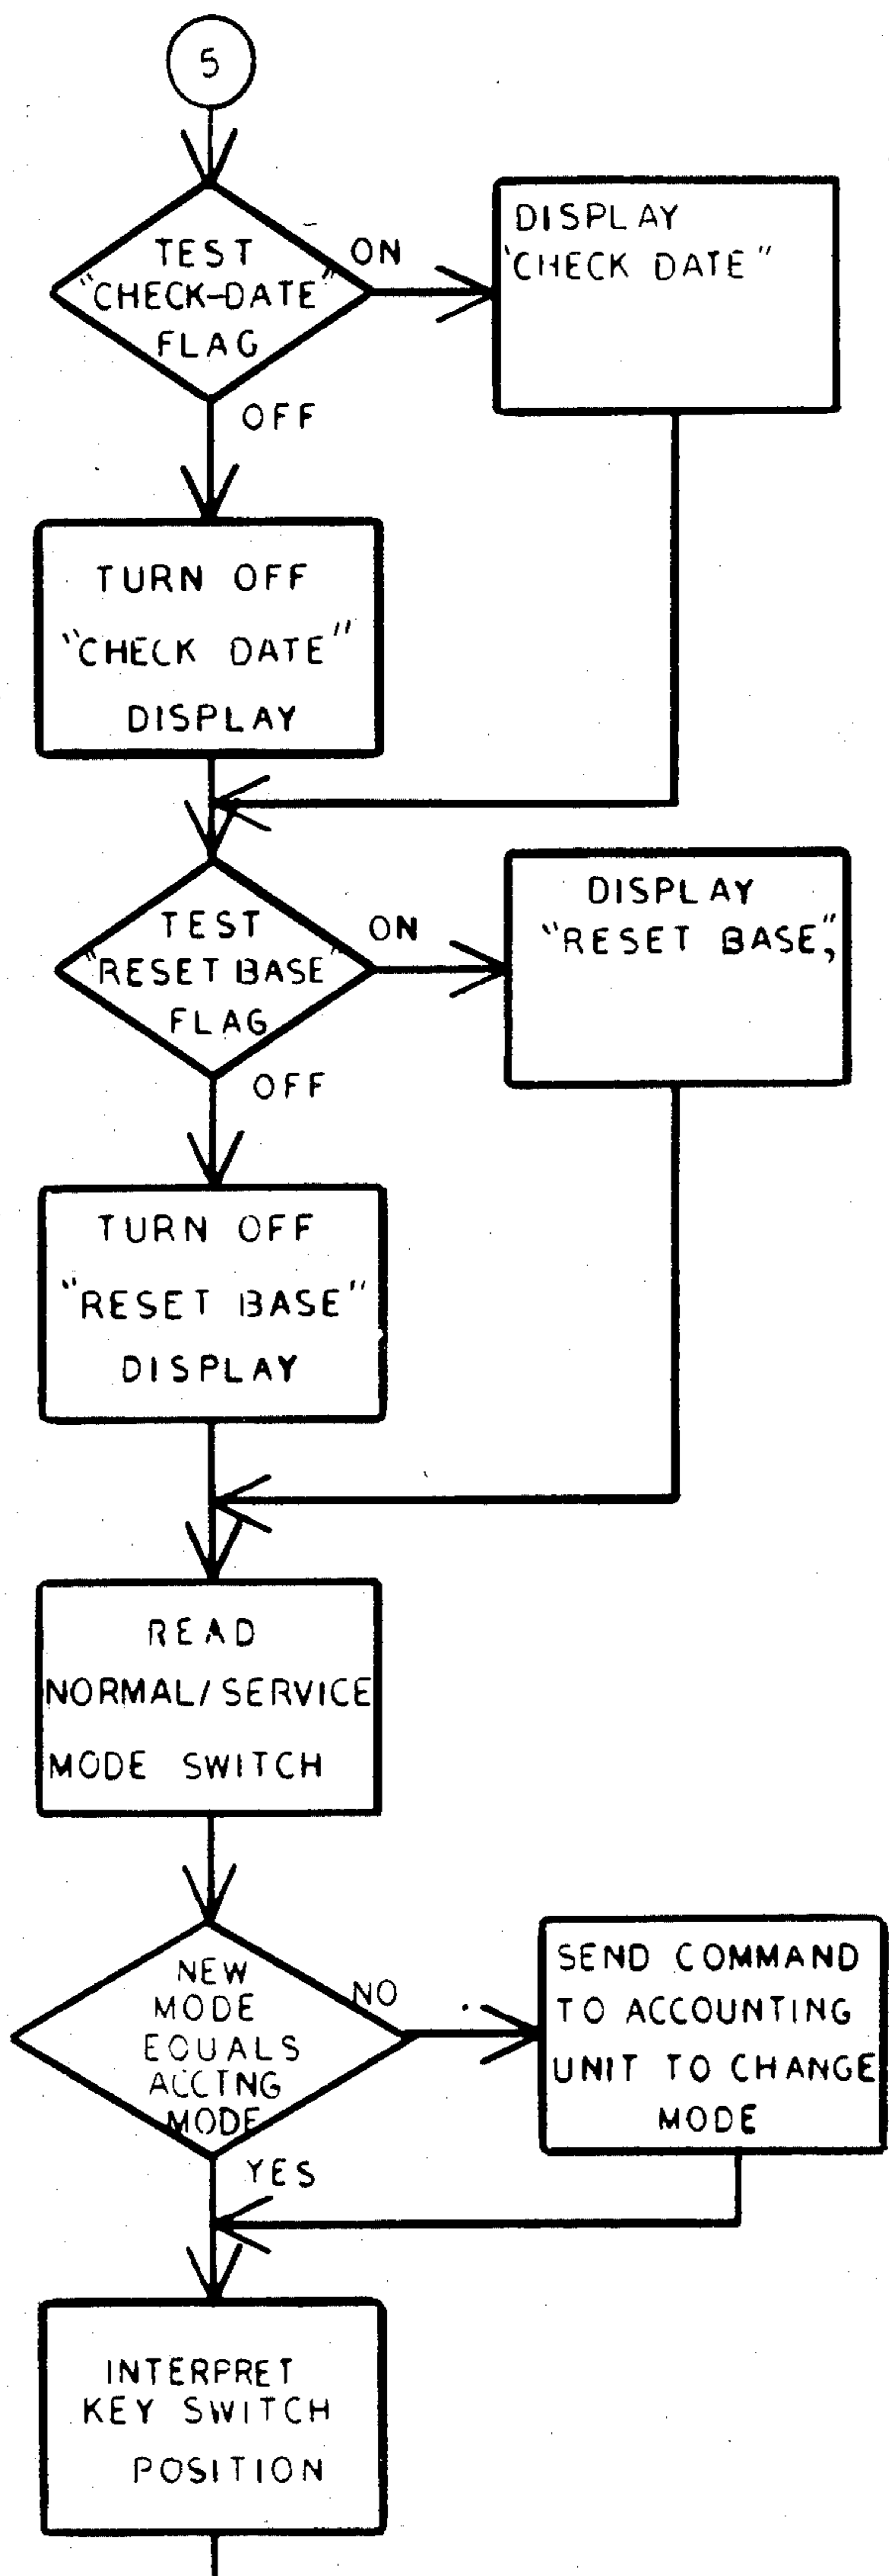 5
TEST
"CHECK-DATE"
FLAG
ON
DISPLAY
'CHECK DATE"
OFF
TURN OFF
"CHECK DATE"
DISPLAY
TEST
"RESET BASE"
FLAG
ON
DISPLAY
"RESET BASE",
OFF
TURN OFF
"RESET BASE"
DISPLAY
READ
NORMAL/SERVICE
MODE SWITCH
NEW
MODE
EQUALS
ACCTNG
MODE
NO
SEND COMMAND
TO ACCOUNTING
UNIT TO CHANGE
MODE
YES
INTERPRET
KEY SWITCH
POSITION